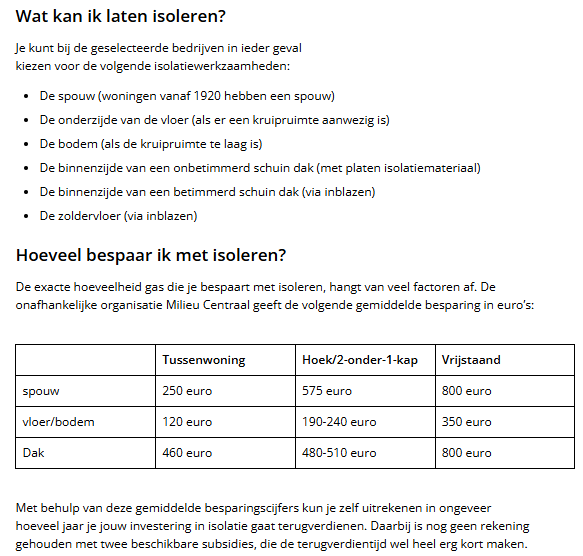 Wat kan ik laten isoleren?
Je kunt bij de geselecteerde bedrijven in ieder geval
kiezen voor de volgende isolatiewerkzaamheden:
• De spouw (woningen vanaf 1920 hebben een spouw)
• De onderzijde van de vloer (als er een kruipruimte aanwezig is)
• De bodem (als de kruipruimte te laag is)
• De binnenzijde van een onbetimmerd schuin dak (met platen isolatiemateriaal)
• De binnenzijde van een betimmerd schuin dak (via inblazen)
• De zoldervloer (via inblazen)
Hoeveel bespaar ik met isoleren?
De exacte hoeveelheid gas die je bespaart met isoleren, hangt van veel factoren af. De
onafhankelijke organisatie Milieu Centraal geeft de volgende gemiddelde besparing in euro's:
Tussenwoning Hoek/2-onder-1-kap Vrijstaand
spouw 250 euro 575 euro 800 euro
vloer/bodem 120 euro 190-240 euro 350 euro
Dak 460 euro 480-510 euro 800 euro
Met behulp van deze gemiddelde besparingscijfers kun je zelf uitrekenen in ongeveer
hoeveel jaar je jouw investering in isolatie gaat terugverdienen. Daarbij is nog geen rekening
gehouden met twee beschikbare subsidies, die de terugverdientijd wel heel erg kort maken.